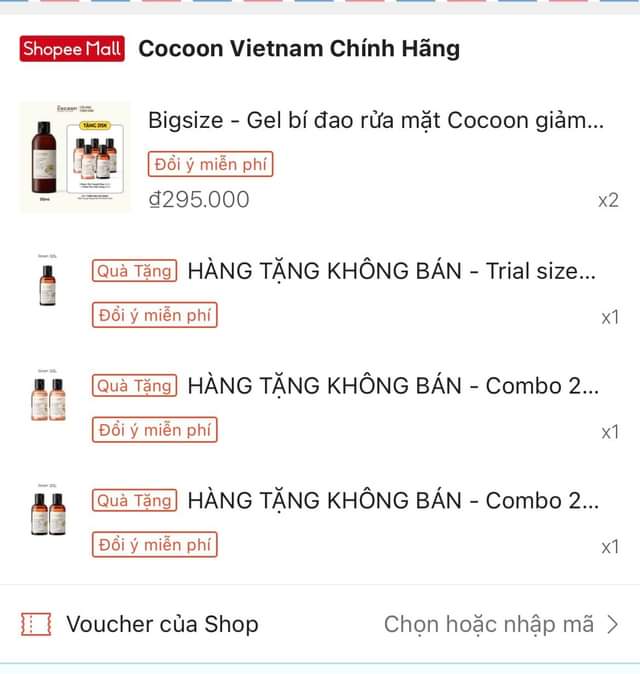 Shopee Mall Cocoon Vietnam Chính Hãng
Bigsize - Gel bí đao rửa mặt Cocoon giảm...
Đổi ý miễn phí
₫295.000
x2
Quà Tặng HÀNG TẶNG KHÔNG BÁN - Trial size...
Đổi ý miễn phí
x1
Quà Tặng HÀNG TẶNG KHÔNG BÁN - Combo 2...
Đổi ý miễn phí
x1
Quà Tặng HÀNG TẶNG KHÔNG BÁN - Combo 2...
Đổi ý miễn phí
x1
Voucher của Shop
Chọn hoặc nhập mã